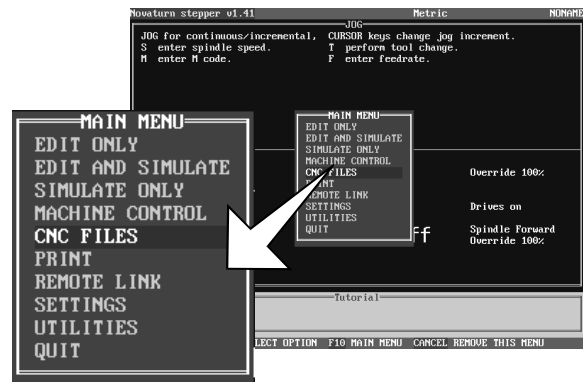 Novaturn stepper v1.41 Metric NONAME
JOG
JOG for continuous/incremental, CURSOR keys change jog increment.
S enter spindle speed. T perform tool change.
M enter M code. F enter feedrate.
MAIN MENU
EDIT ONLY
EDIT AND SIMULATE
SIMULATE ONLY
MACHINE CONTROL
CNC FILES
PRINT
REMOTE LINK
SETTINGS
UTILITIES
QUIT
MAIN MENU
EDIT ONLY
EDIT AND SIMULATE
SIMULATE ONLY
MACHINE CONTROL
CNC FILES
REMOTE LINK
SETTINGS
UTILITIES
QUIT
Override 100%
Drives on
ff Spindle Forward
Override 100%
Tutorial
LECT OPTION F10 MAIN MENU CANCEL REMOVE THIS MENU